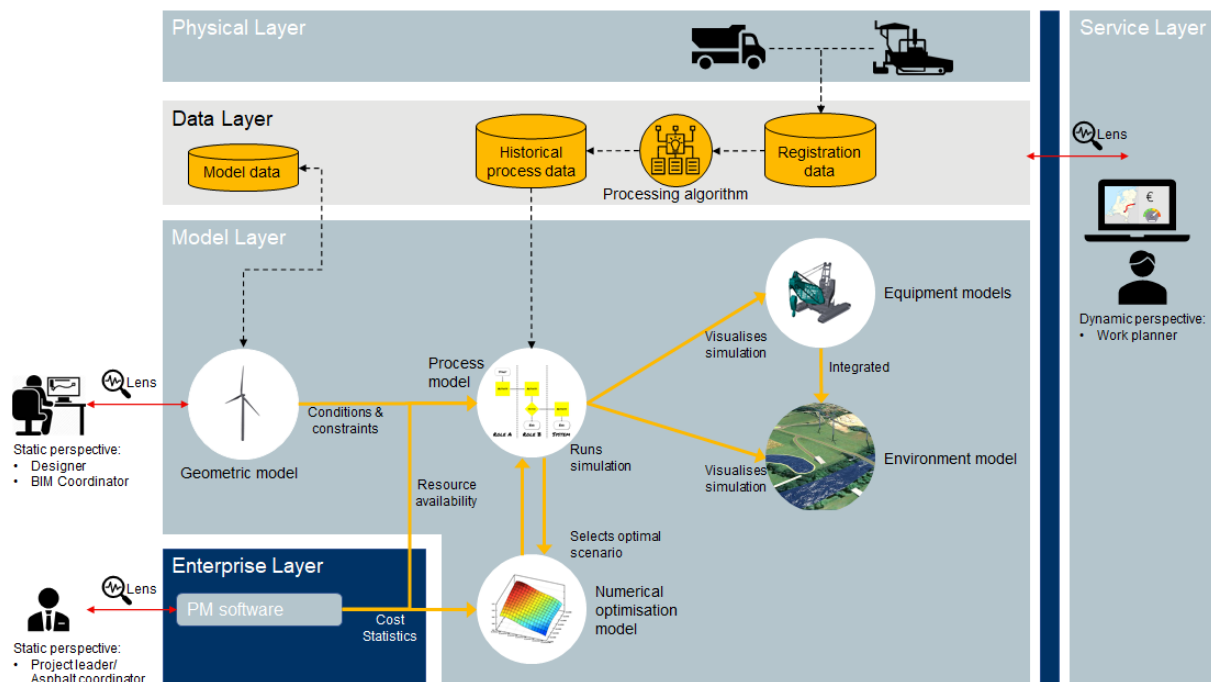 Physical Layer
Service Layer
Data Layer
Model data
Historical
process data
Processing algorithm
Registration
data
Lens
€
Dynamic perspective:
• Work planner
Model Layer
Equipment models
Visualises
simulation
Integrated
Process
model
ROLE A
ROLE B
SYSTEM
Runs
simulation
Visualises
simulation
Environment model
Lens
Static perspective:
• Designer
• BIM Coordinator
Geometric model
Conditions &
constraints
Resource
availability
Selects optimal
scenario
Enterprise Layer
Lens
PM software
Cost
Statistics
Numerical
optimisation
model
Static perspective:
• Project leader/
Asphalt coordinator